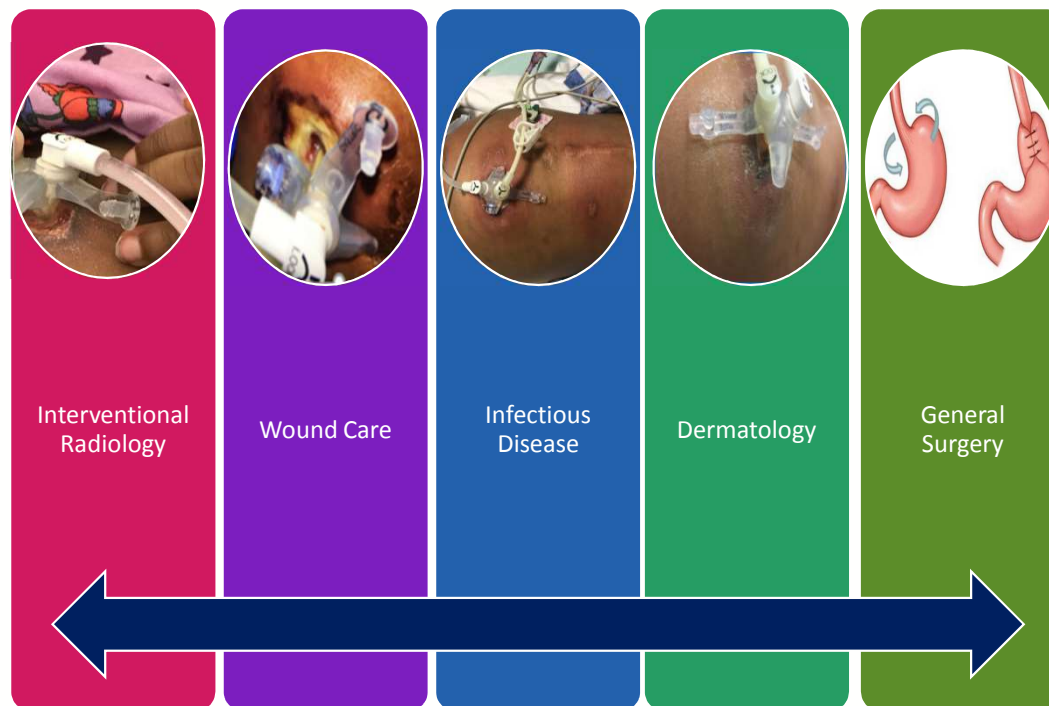 Interventional
Radiology
Wound Care
Infectious
Disease
Dermatology
General
Surgery